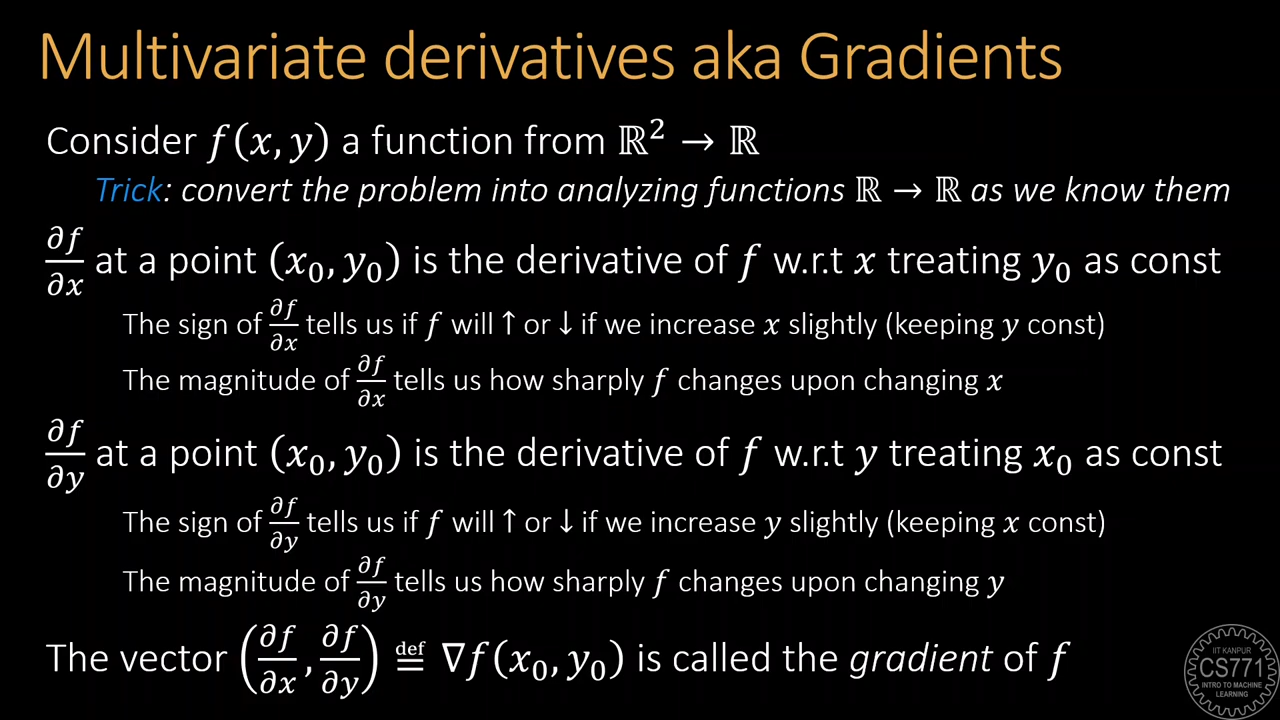 Multivariate derivatives aka Gradients
Consider f(x, y) a function from ℝ² → ℝ
Trick: convert the problem into analyzing functions ℝ → ℝ as we know them
∂f/∂x at a point (x₀, y₀) is the derivative of f w.r.t x treating y₀ as const
The sign of ∂f/∂x tells us if f will ↑ or ↓ if we increase x slightly (keeping y const)
The magnitude of ∂f/∂x tells us how sharply f changes upon changing x
∂f/∂y at a point (x₀, y₀) is the derivative of f w.r.t y treating x₀ as const
The sign of ∂f/∂y tells us if f will ↑ or ↓ if we increase y slightly (keeping x const)
The magnitude of ∂f/∂y tells us how sharply f changes upon changing y
The vector (∂f/∂x, ∂f/∂y) ≝ ∇f(x₀, y₀) is called the gradient of f
IIT KANPUR
CS771
INTRO TO MACHINE
LEARNING